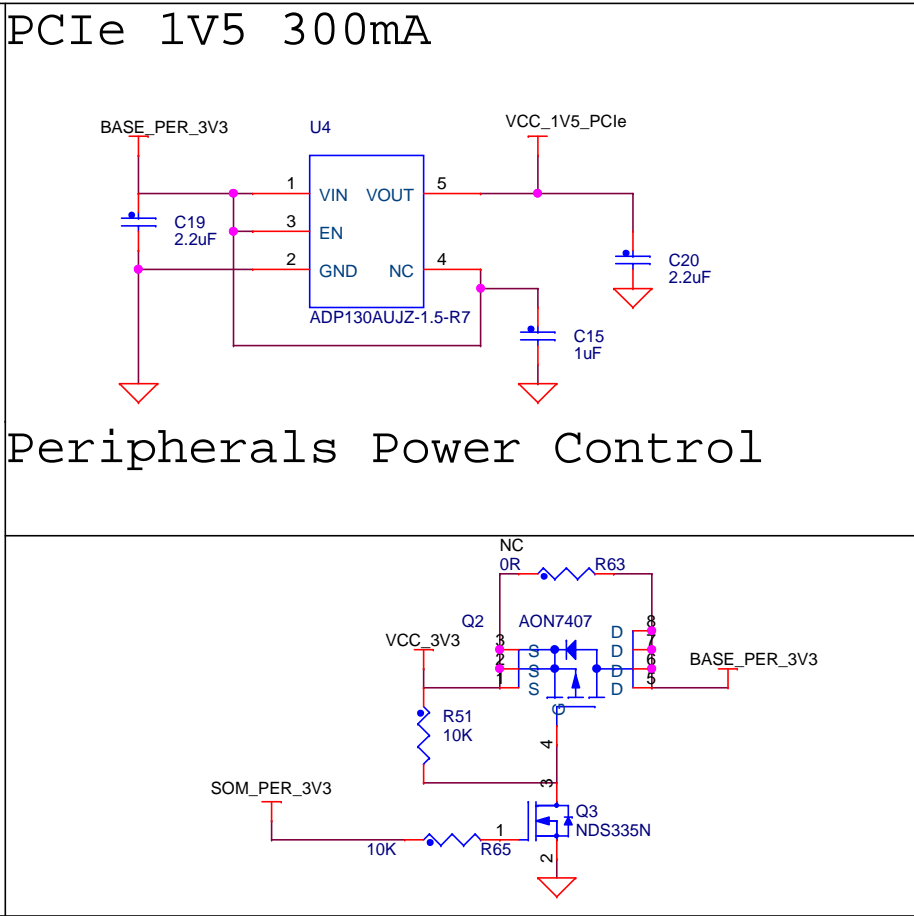 PCIe 1V5 300mA
BASE_PER_3V3
U4
VCC_1V5_PCIe
1
VIN
VOUT
5
3
EN
2
GND
NC
4
C19
2.2uF
C20
2.2uF
ADP130AUJZ-1.5-R7
C15
1uF
Peripherals Power Control
NC
0R
R63
Q2
AON7407
VCC_3V3
3
2
1
S
S
S
G
D
D
D
D
8
7
6
5
BASE_PER_3V3
R51
10K
4
3
SOM_PER_3V3
Q3
NDS335N
10K
R65
1
2